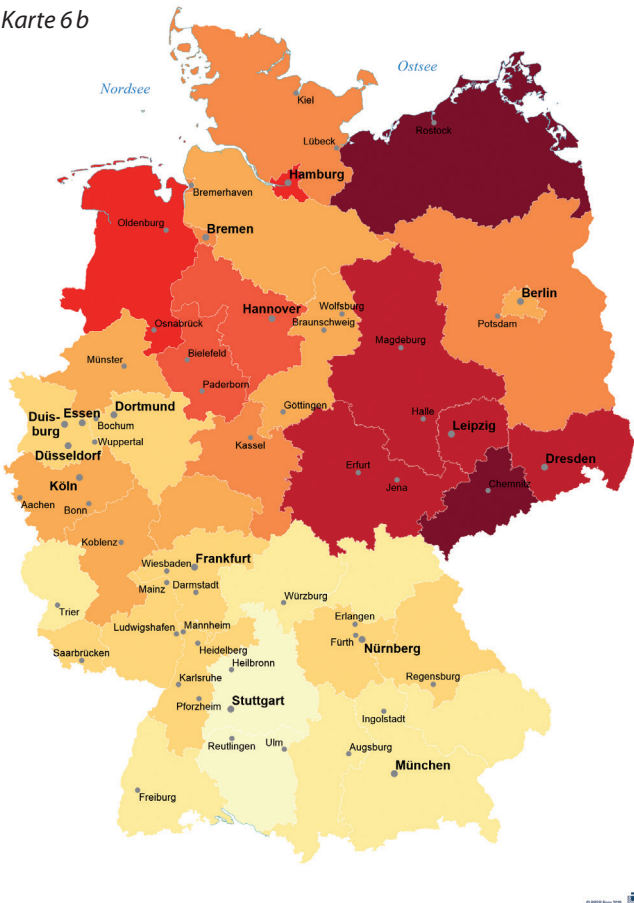 Karte 6 b
Ostsee
Nordsee
Kiel
Rostock
Lübeck
Hamburg
Bremerhaven
Oldenburg
Bremen
Berlin
Hannover
Wolfsburg
Potsdam
Osnabrück
Braunschweig
Magdeburg
Bielefeld
Münster
Paderborn
Göttingen
Duis-
burg
Essen
Dortmund
Bochum
Halle
Leipzig
Wuppertal
Kassel
Düsseldorf
Erfurt
Dresden
Köln
Jena
Chemnitz
Aachen
Bonn
Koblenz
Wiesbaden
Frankfurt
Mainz
Darmstadt
Würzburg
Trier
Erlangen
Ludwigshafen
Mannheim
Fürth
Nürnberg
Saarbrücken
Heidelberg
Heilbronn
Regensburg
Karlsruhe
Pforzheim
Stuttgart
Ingolstadt
Reutlingen
Ulm
Augsburg
München
Freiburg